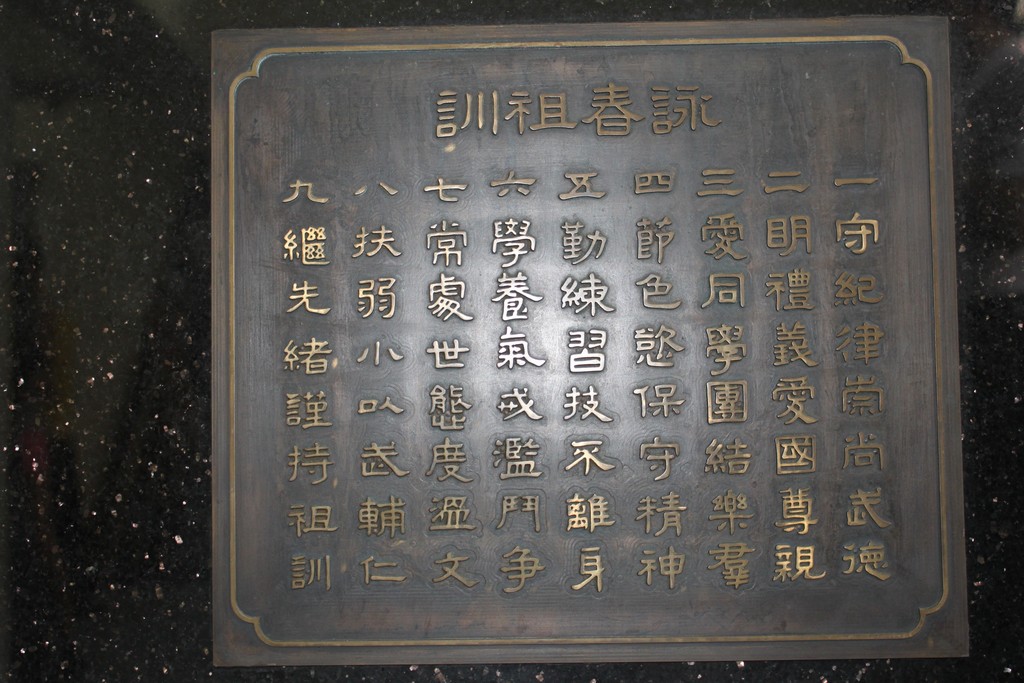 詠春祖訓
一守紀律崇尚武德
二明禮義愛國尊親
三愛同學團結樂羣
四節色慾保守精神
五勤練習技不離身
六學養氣戒濫鬥争
七常處世態度溫文
八扶弱小以武輔仁
九繼先緒謹持祖訓